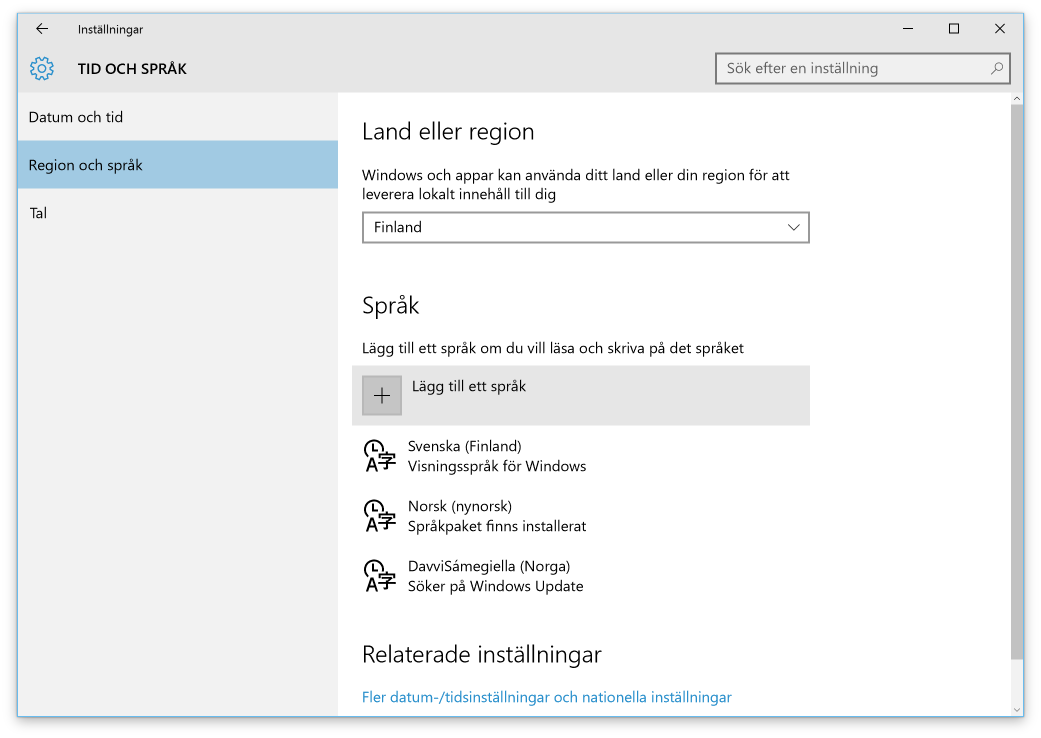 Inställningar
TID OCH SPRÅK
Sök efter en inställning
Datum och tid
Region och språk
Tal
Land eller region
Windows och appar kan använda ditt land eller din region för att
leverera lokalt innehåll till dig
Finland
Språk
Lägg till ett språk om du vill läsa och skriva på det språket
Lägg till ett språk
Svenska (Finland)
Visningsspråk för Windows
Norsk (nynorsk)
Språkpaket finns installerat
DavviSámegiella (Norga)
Söker på Windows Update
Relaterade inställningar
Fler datum-/tidsinställningar och nationella inställningar